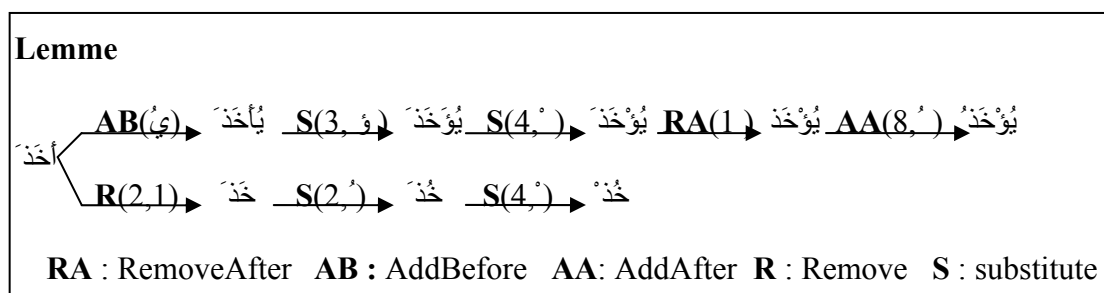 Lemme
AB(يُ) يُأَخَذَ S(3, ؤ) يُؤَخَذَ S(4, ْ) يُؤْخَذَ RA(1) يُؤْخَذ AA(8, ُ) يُؤْخَذُ
أَخَذَ
R(2,1) خَذَ S(2, ُ) خُذَ S(4, ْ) خُذْ
RA : RemoveAfter AB : AddBefore AA: AddAfter R : Remove S : substitute